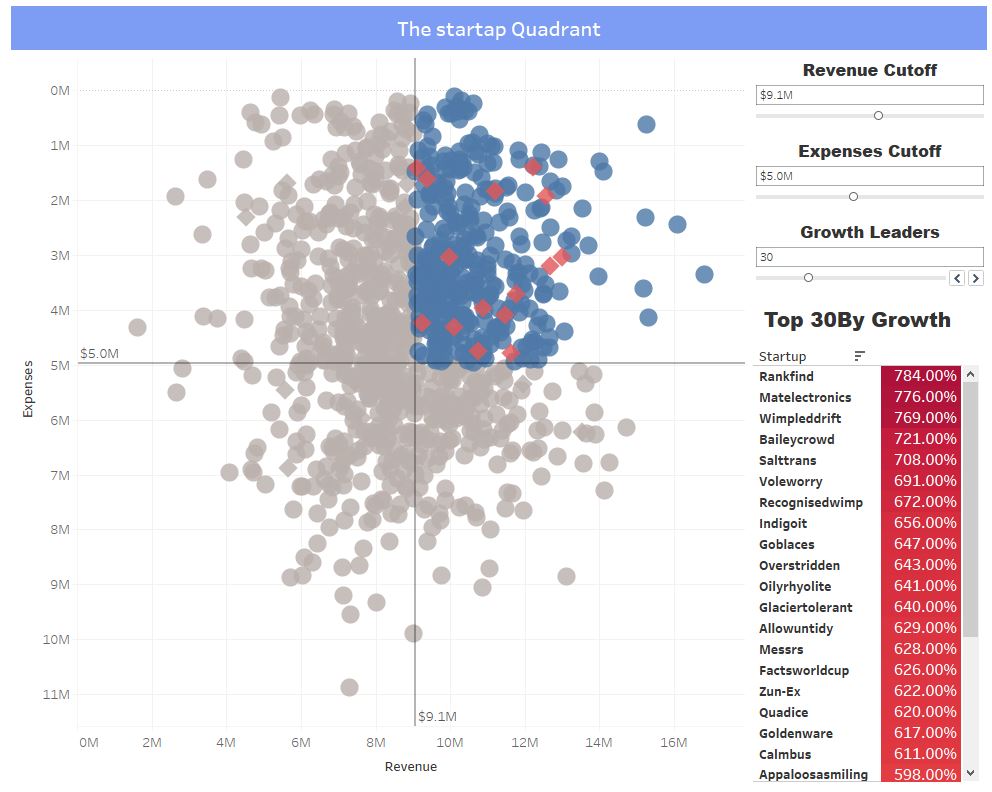 The startap Quadrant
Revenue Cutoff
$9.1M
Expenses Cutoff
$5.0M
Growth Leaders
30
Top 30By Growth
Startup
Rankfind 784.00%
Matelectronics 776.00%
Wimpleddrift 769.00%
Baileycrowd 721.00%
Salttrans 708.00%
Voleworry 691.00%
Recognisedwimp 672.00%
Indigoit 656.00%
Goblaces 647.00%
Overstridden 643.00%
Oilyrhyolite 641.00%
Glaciertolerant 640.00%
Allowuntidy 629.00%
Messrs 628.00%
Factsworldcup 626.00%
Zun-Ex 622.00%
Quadice 620.00%
Goldenware 617.00%
Calmbus 611.00%
Appaloosasmiling 598.00%
Expenses
0M
1M
2M
3M
4M
$5.0M
5M
6M
7M
8M
9M
10M
11M
$9.1M
0M 2M 4M 6M 8M 10M 12M 14M 16M
Revenue